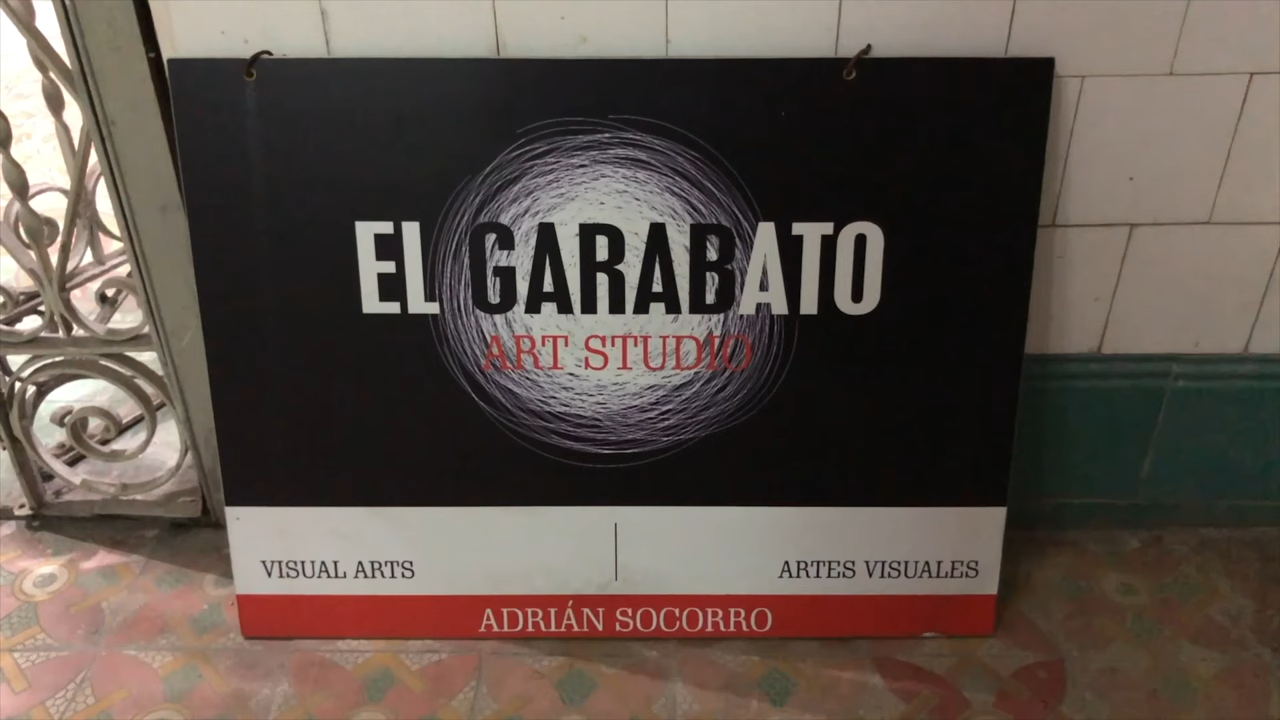 EL GARABATO
ART STUDIO
VISUAL ARTS
ARTES VISUALES
ADRIÁN SOCORRO